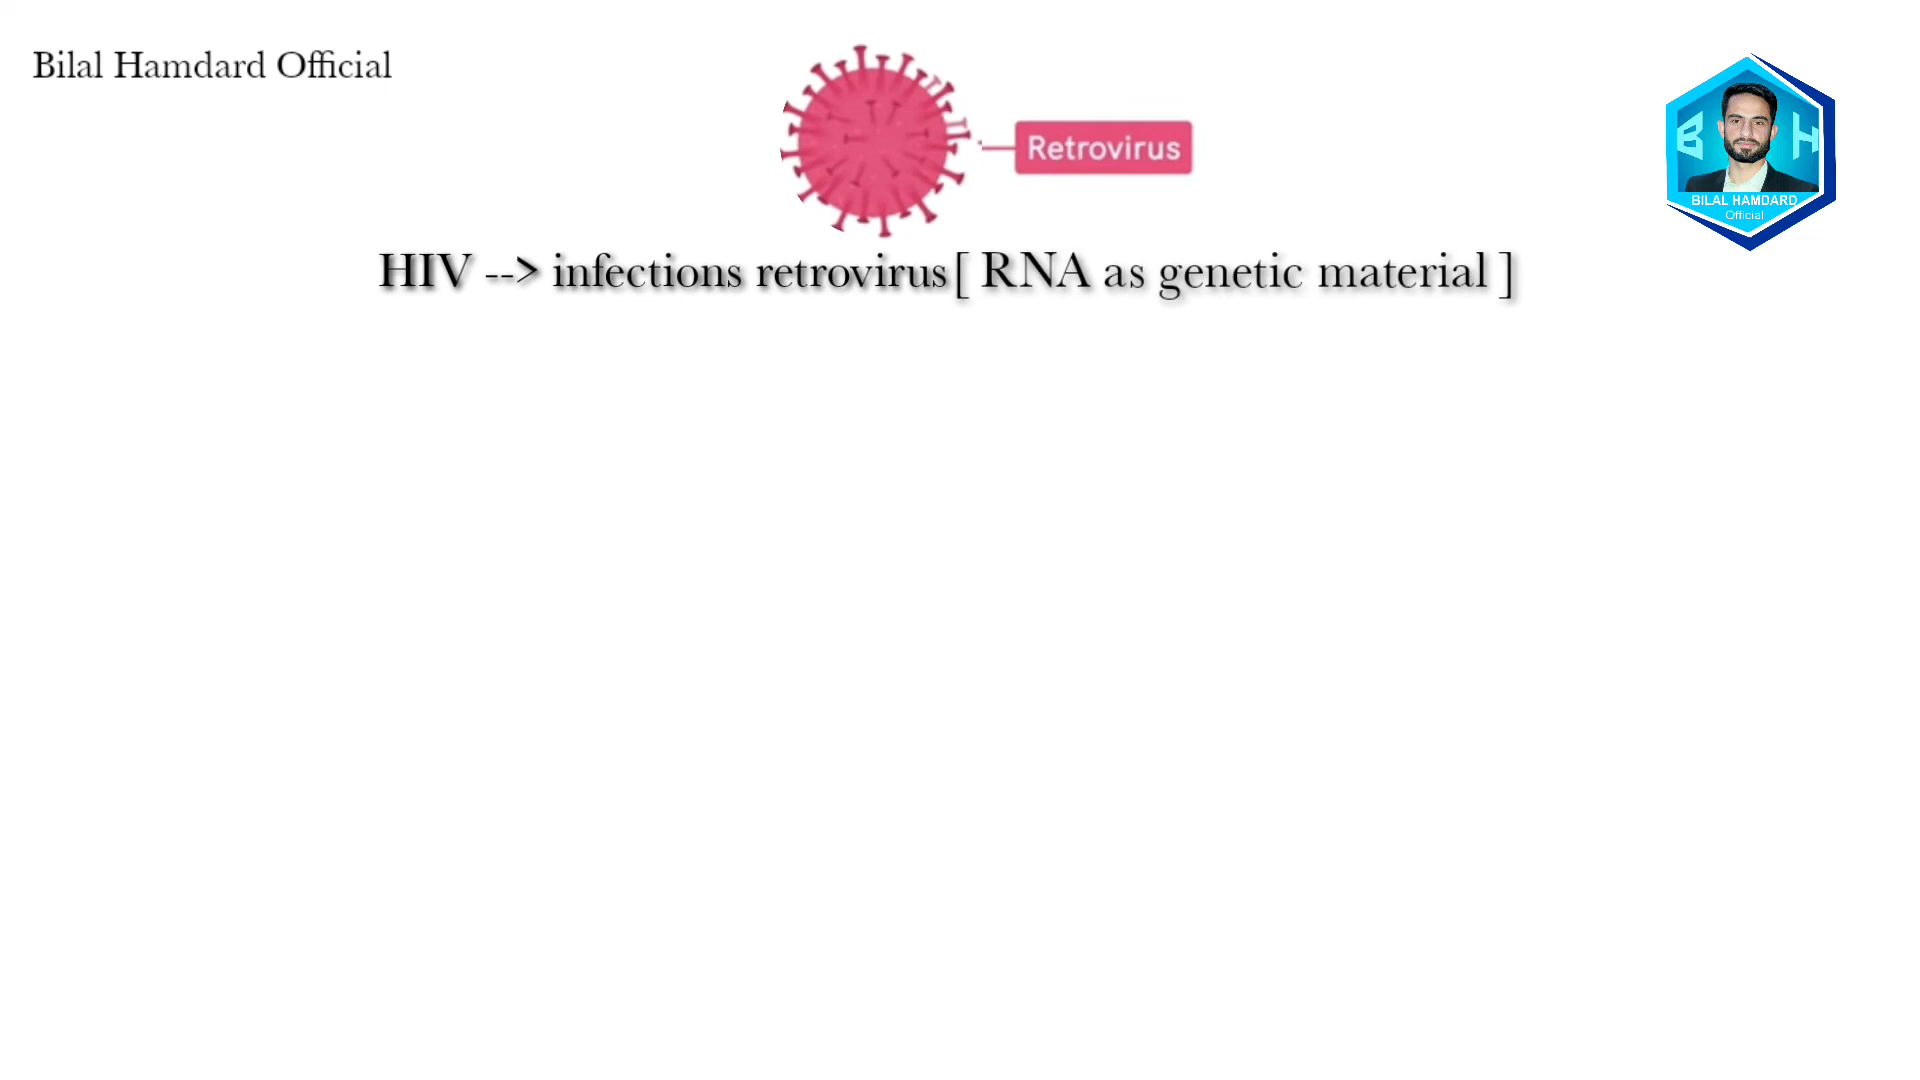 Bilal Hamdard Official
Retrovirus
B H
BILAL HAMDARD
Official
HIV --> infections retrovirus [ RNA as genetic material ]